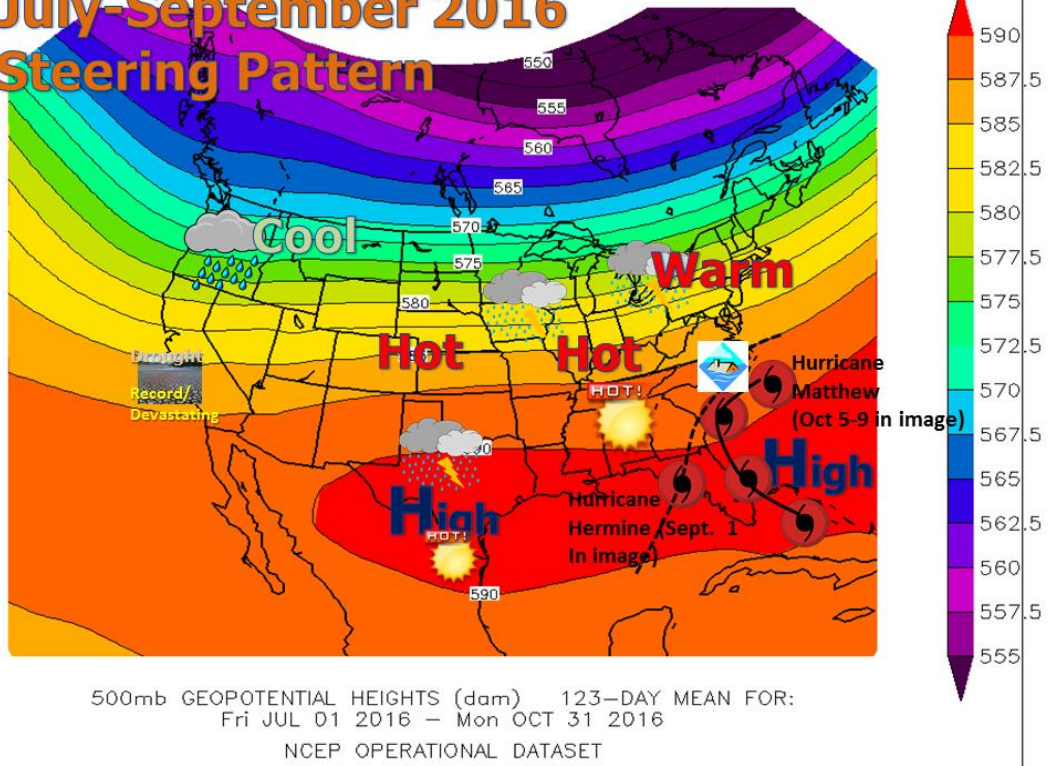 July-September 2016
Steering Pattern
550
555
560
565
570
575
580
590
590
Cool
Warm
Hot
Hot
HOT!
HOT!
Drought
Record/
Devastating
High
High
Hurricane
Matthew
(Oct 5-9 in image)
Hurricane
Hermine (Sept. 1
In image)
590
587.5
585
582.5
580
577.5
575
572.5
570
567.5
565
562.5
560
557.5
555
500mb GEOPOTENTIAL HEIGHTS (dam) 123-DAY MEAN FOR:
Fri JUL 01 2016 – Mon OCT 31 2016
NCEP OPERATIONAL DATASET